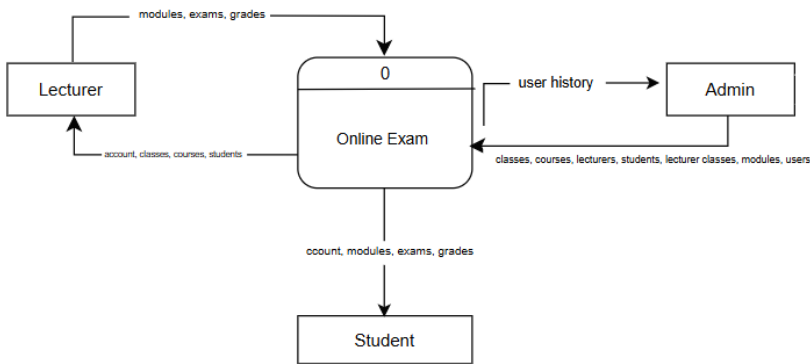 modules, exams, grades
0
Lecturer
user history
Admin
Online Exam
account, classes, courses, students
classes, courses, lecturers, students, lecturer classes, modules, users
ccount, modules, exams, grades
Student